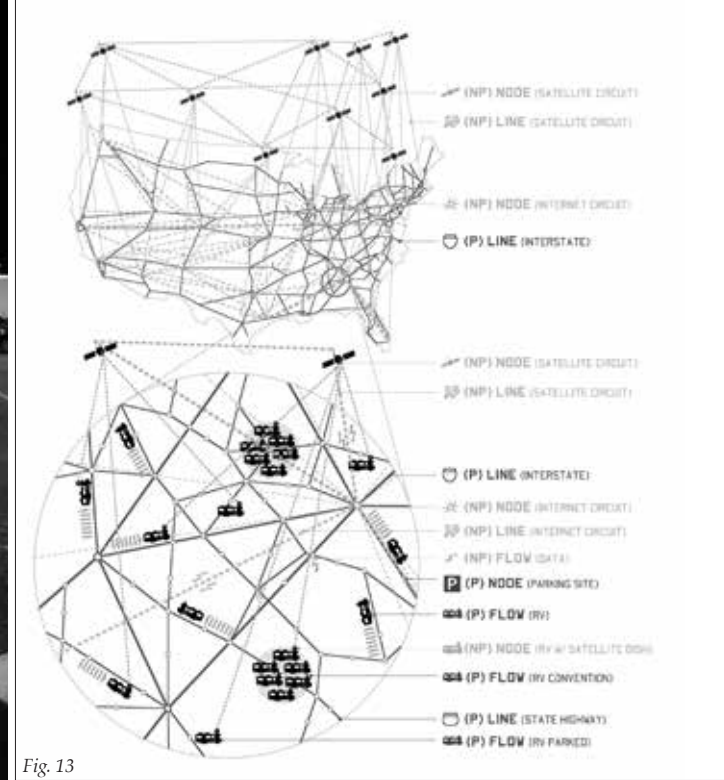 (NP) NODE (SATELLITE CIRCUIT)
(NP) LINE (SATELLITE CIRCUIT)
(NP) NODE (INTERNET CIRCUIT)
(P) LINE (INTERSTATE)
(NP) NODE (SATELLITE CIRCUIT)
(NP) LINE (SATELLITE CIRCUIT)
(P) LINE (INTERSTATE)
(NP) NODE (INTERNET CIRCUIT)
(NP) LINE (INTERNET CIRCUIT)
(NP) FLOW (DATA)
P (P) NODE (PARKING SITE)
(P) FLOW (RV)
(NP) NODE (RV W/ SATELLITE DISH)
(P) FLOW (RV CONVENTION)
(P) LINE (STATE HIGHWAY)
(P) FLOW (RV PARKED)
Fig. 13